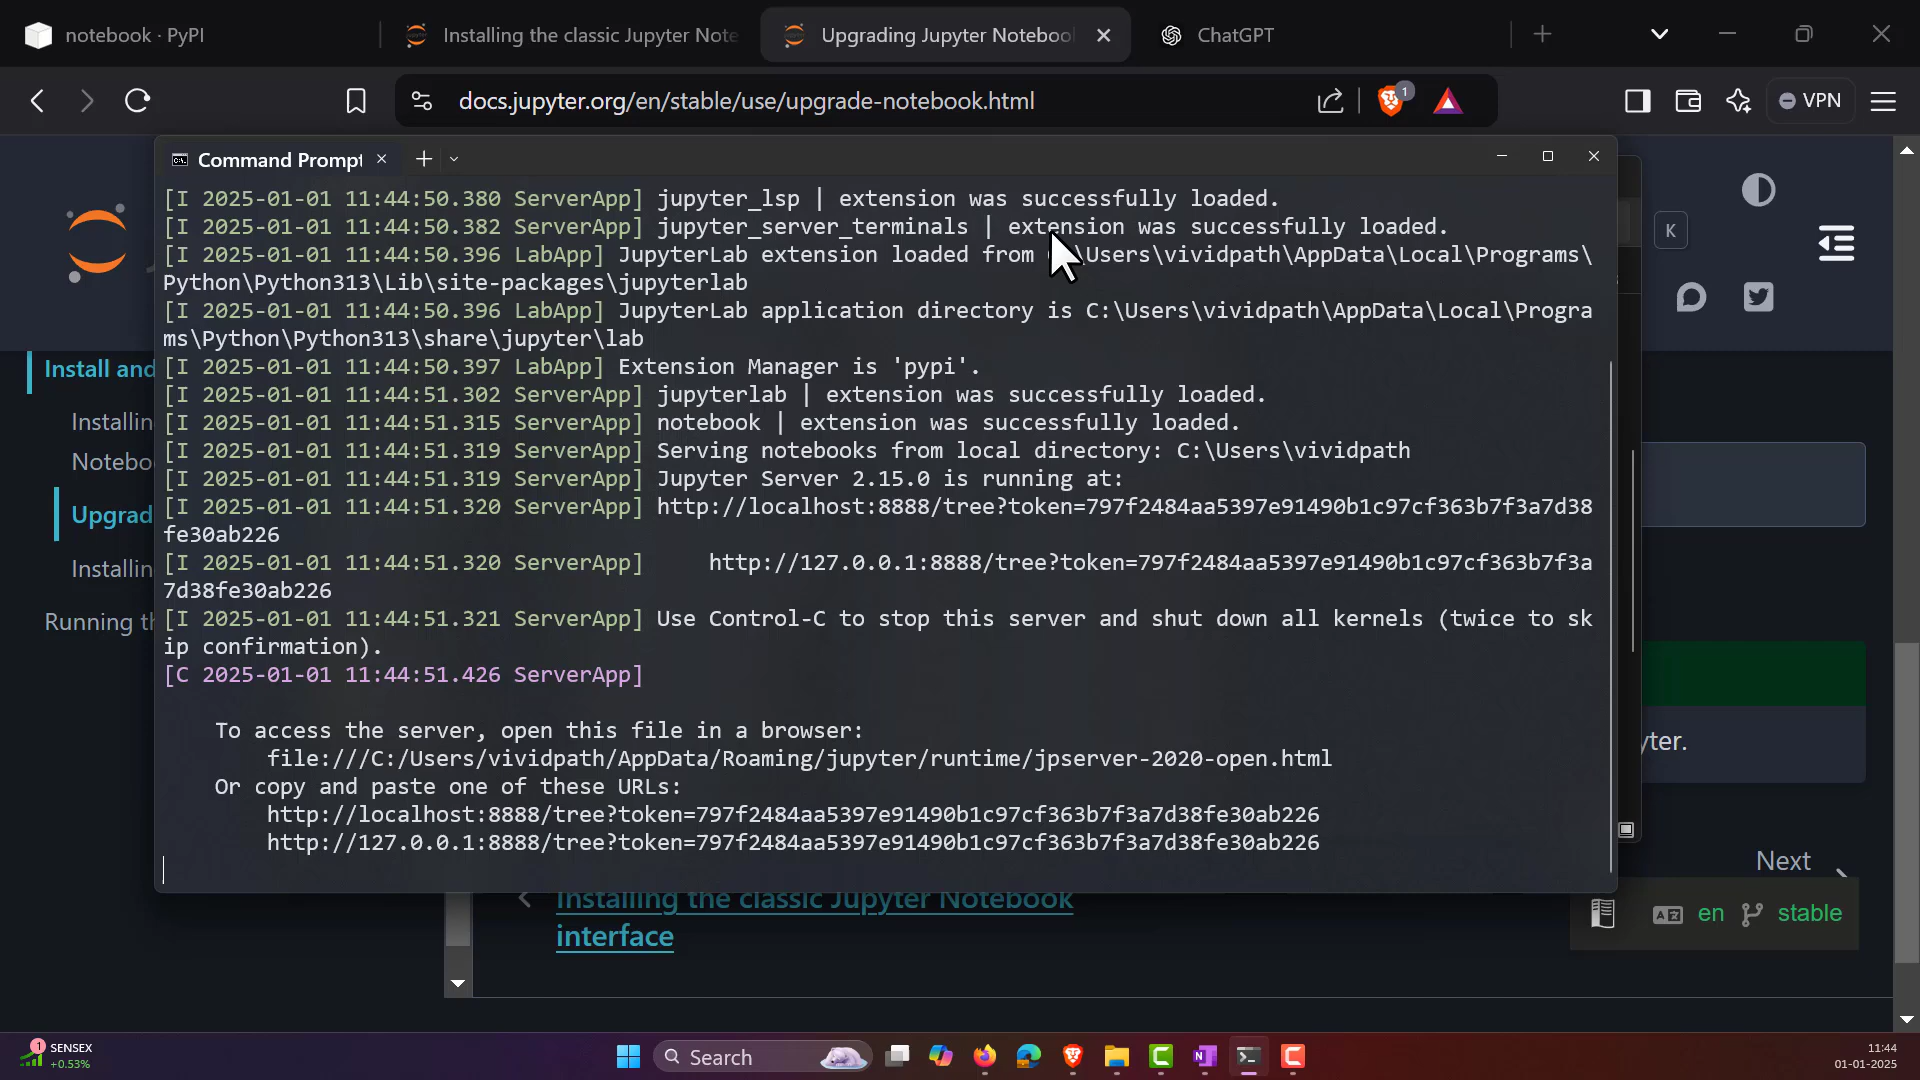 notebook · PyPI
Installing the classic Jupyter Note
Upgrading Jupyter Noteboo
ChatGPT
docs.jupyter.org/en/stable/use/upgrade-notebook.html
1
VPN
Command Prompt
[I 2025-01-01 11:44:50.380 ServerApp] jupyter_lsp | extension was successfully loaded.
[I 2025-01-01 11:44:50.382 ServerApp] jupyter_server_terminals | extension was successfully loaded.
[I 2025-01-01 11:44:50.396 LabApp] JupyterLab extension loaded from \Users\vividpath\AppData\Local\Programs\
Python\Python313\Lib\site-packages\jupyterlab
[I 2025-01-01 11:44:50.396 LabApp] JupyterLab application directory is C:\Users\vividpath\AppData\Local\Progra
ms\Python\Python313\share\jupyter\lab
[I 2025-01-01 11:44:50.397 LabApp] Extension Manager is 'pypi'.
[I 2025-01-01 11:44:51.302 ServerApp] jupyterlab | extension was successfully loaded.
[I 2025-01-01 11:44:51.315 ServerApp] notebook | extension was successfully loaded.
[I 2025-01-01 11:44:51.319 ServerApp] Serving notebooks from local directory: C:\Users\vividpath
[I 2025-01-01 11:44:51.319 ServerApp] Jupyter Server 2.15.0 is running at:
[I 2025-01-01 11:44:51.320 ServerApp] http://localhost:8888/tree?token=797f2484aa5397e91490b1c97cf363b7f3a7d38
fe30ab226
[I 2025-01-01 11:44:51.320 ServerApp]     http://127.0.0.1:8888/tree?token=797f2484aa5397e91490b1c97cf363b7f3a
7d38fe30ab226
[I 2025-01-01 11:44:51.321 ServerApp] Use Control-C to stop this server and shut down all kernels (twice to sk
ip confirmation).
[C 2025-01-01 11:44:51.426 ServerApp]
To access the server, open this file in a browser:
file:///C:/Users/vividpath/AppData/Roaming/jupyter/runtime/jpserver-2020-open.html
Or copy and paste one of these URLs:
http://localhost:8888/tree?token=797f2484aa5397e91490b1c97cf363b7f3a7d38fe30ab226
http://127.0.0.1:8888/tree?token=797f2484aa5397e91490b1c97cf363b7f3a7d38fe30ab226
K
Install and
Installin
Notebo
Upgrad
Installin
Running th
yter.
Next
Installing the classic Jupyter Notebook
interface
en
stable
1
SENSEX
+0.53%
Search
11:44
01-01-2025